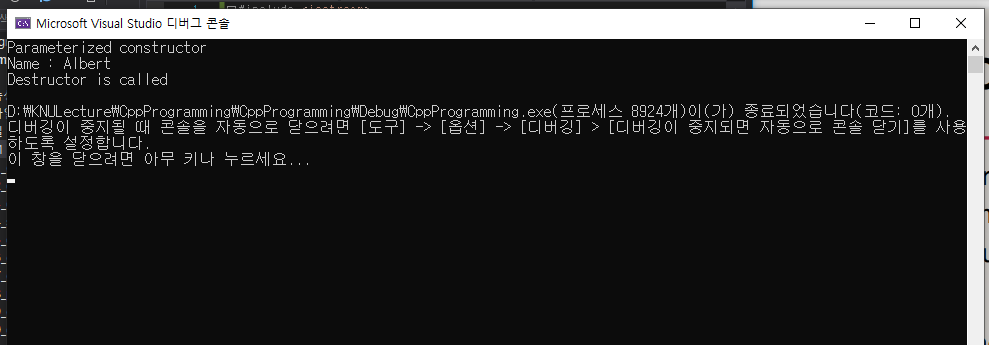 #include <iostream>
Microsoft Visual Studio 디버그 콘솔
Parameterized constructor
Name : Albert
Destructor is called
D:\KNULecture\CppProgramming\CppProgramming\Debug\CppProgramming.exe(프로세스 8924개)이(가) 종료되었습니다(코드: 0개).
디버깅이 중지될 때 콘솔을 자동으로 닫으려면 [도구] -> [옵션] -> [디버깅] > [디버깅이 중지되면 자동으로 콘솔 닫기]를 사용
하도록 설정합니다.
이 창을 닫으려면 아무 키나 누르세요...